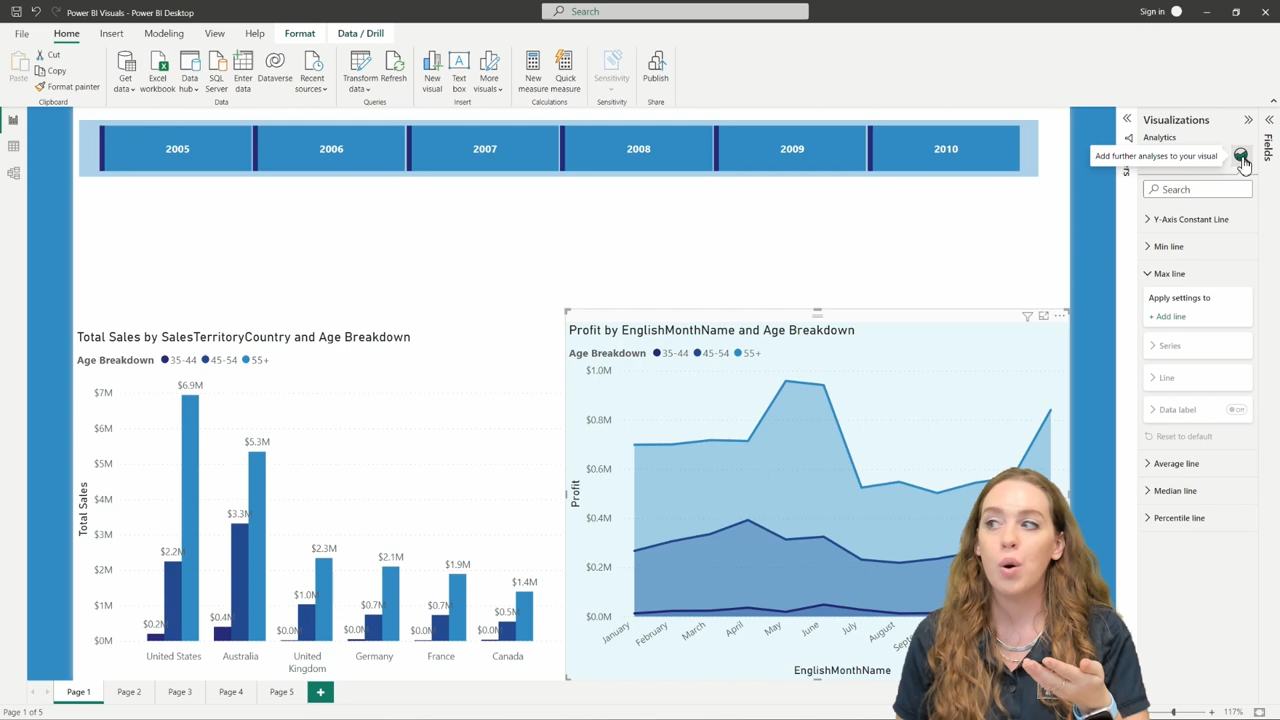 Power BI Visuals - Power BI Desktop
Search
Sign in
File Home Insert Modeling View Help Format Data / Drill
Paste
Cut
Copy
Format painter
Clipboard
Get data
Excel workbook
Data hub
SQL Server
Enter data
Dataverse
Recent sources
Data
Transform data
Refresh
Queries
New visual
Text box
More visuals
Insert
New measure
Quick measure
Calculations
Sensitivity
Sensitivity
Publish
Share
2005 2006 2007 2008 2009 2010
Total Sales by SalesTerritoryCountry and Age Breakdown
Age Breakdown 35-44 45-54 55+
Total Sales
$7M
$6M
$5M
$4M
$3M
$2M
$1M
$0M
$0.2M $2.2M $6.9M
$0.4M $3.3M $5.3M
$0.0M $1.0M $2.3M
$0.0M $0.7M $2.1M
$0.0M $0.7M $1.9M
$0.0M $0.5M $1.4M
United States Australia United Kingdom Germany France Canada
Profit by EnglishMonthName and Age Breakdown
Age Breakdown 35-44 45-54 55+
Profit
$1.0M
$0.8M
$0.6M
$0.4M
$0.2M
$0.0M
January February March April May June July August
EnglishMonthName
Visualizations
Analytics
Add further analyses to your visual
Search
Y-Axis Constant Line
Min line
Max line
Apply settings to
+ Add line
Series
Line
Data label Off
Reset to default
Average line
Median line
Percentile line
Fields
Page 1 Page 2 Page 3 Page 4 Page 5
Page 1 of 5
117%